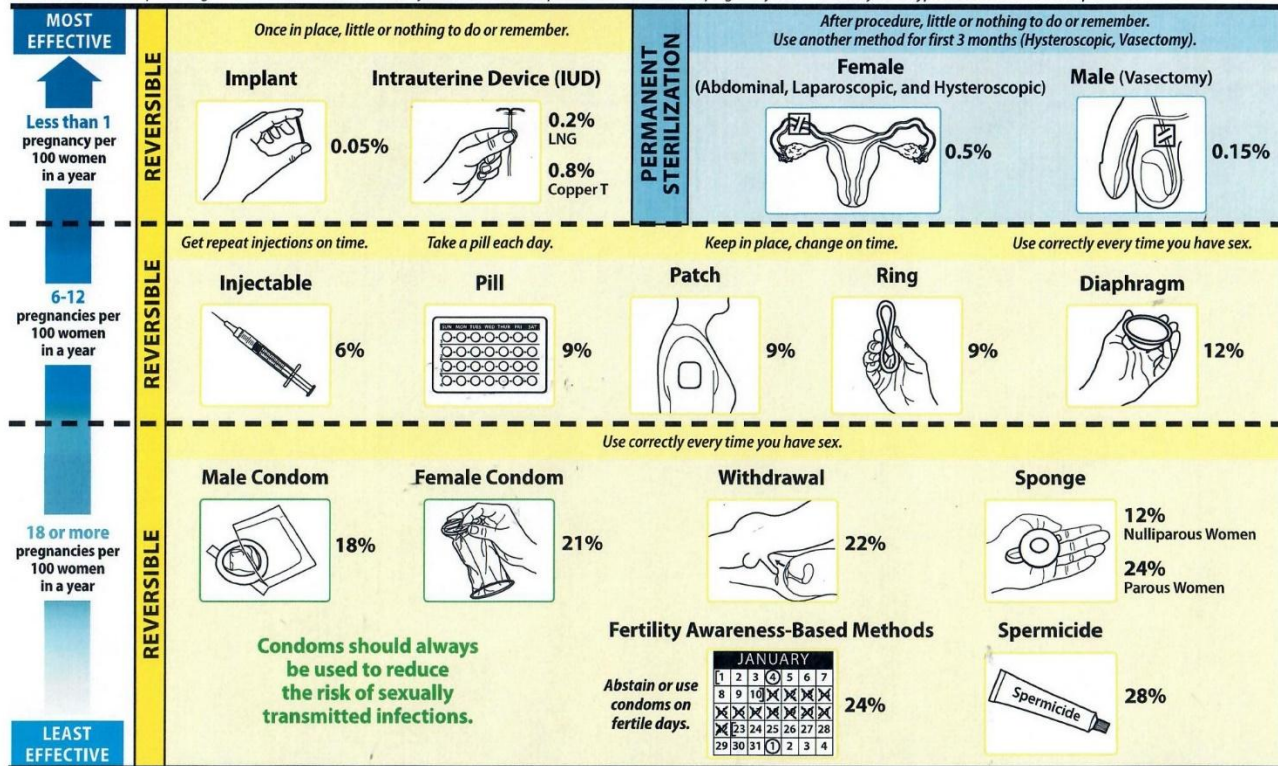 MOST
EFFECTIVE
Less than 1
pregnancy per
100 women
in a year
REVERSIBLE
Once in place, little or nothing to do or remember.
Implant
0.05%
Intrauterine Device (IUD)
0.2%
LNG
0.8%
Copper T
PERMANENT
STERILIZATION
After procedure, little or nothing to do or remember.
Use another method for first 3 months (Hysteroscopic, Vasectomy).
Female
(Abdominal, Laparoscopic, and Hysteroscopic)
0.5%
Male (Vasectomy)
0.15%
6-12
pregnancies per
100 women
in a year
REVERSIBLE
Get repeat injections on time.
Injectable
6%
Take a pill each day.
Pill
SUN MON TUES WED THUR FRI SAT
9%
Keep in place, change on time.
Patch
9%
Ring
9%
Use correctly every time you have sex.
Diaphragm
12%
18 or more
pregnancies per
100 women
in a year
LEAST
EFFECTIVE
REVERSIBLE
Use correctly every time you have sex.
Male Condom
18%
Female Condom
21%
Withdrawal
22%
Sponge
12%
Nulliparous Women
24%
Parous Women
Condoms should always
be used to reduce
the risk of sexually
transmitted infections.
Fertility Awareness-Based Methods
Abstain or use
condoms on
fertile days.
JANUARY
1 2 3 4 5 6 7
8 9 10
23 24 25 26 27 28
29 30 31 1 2 3 4
24%
Spermicide
Spermicide
28%